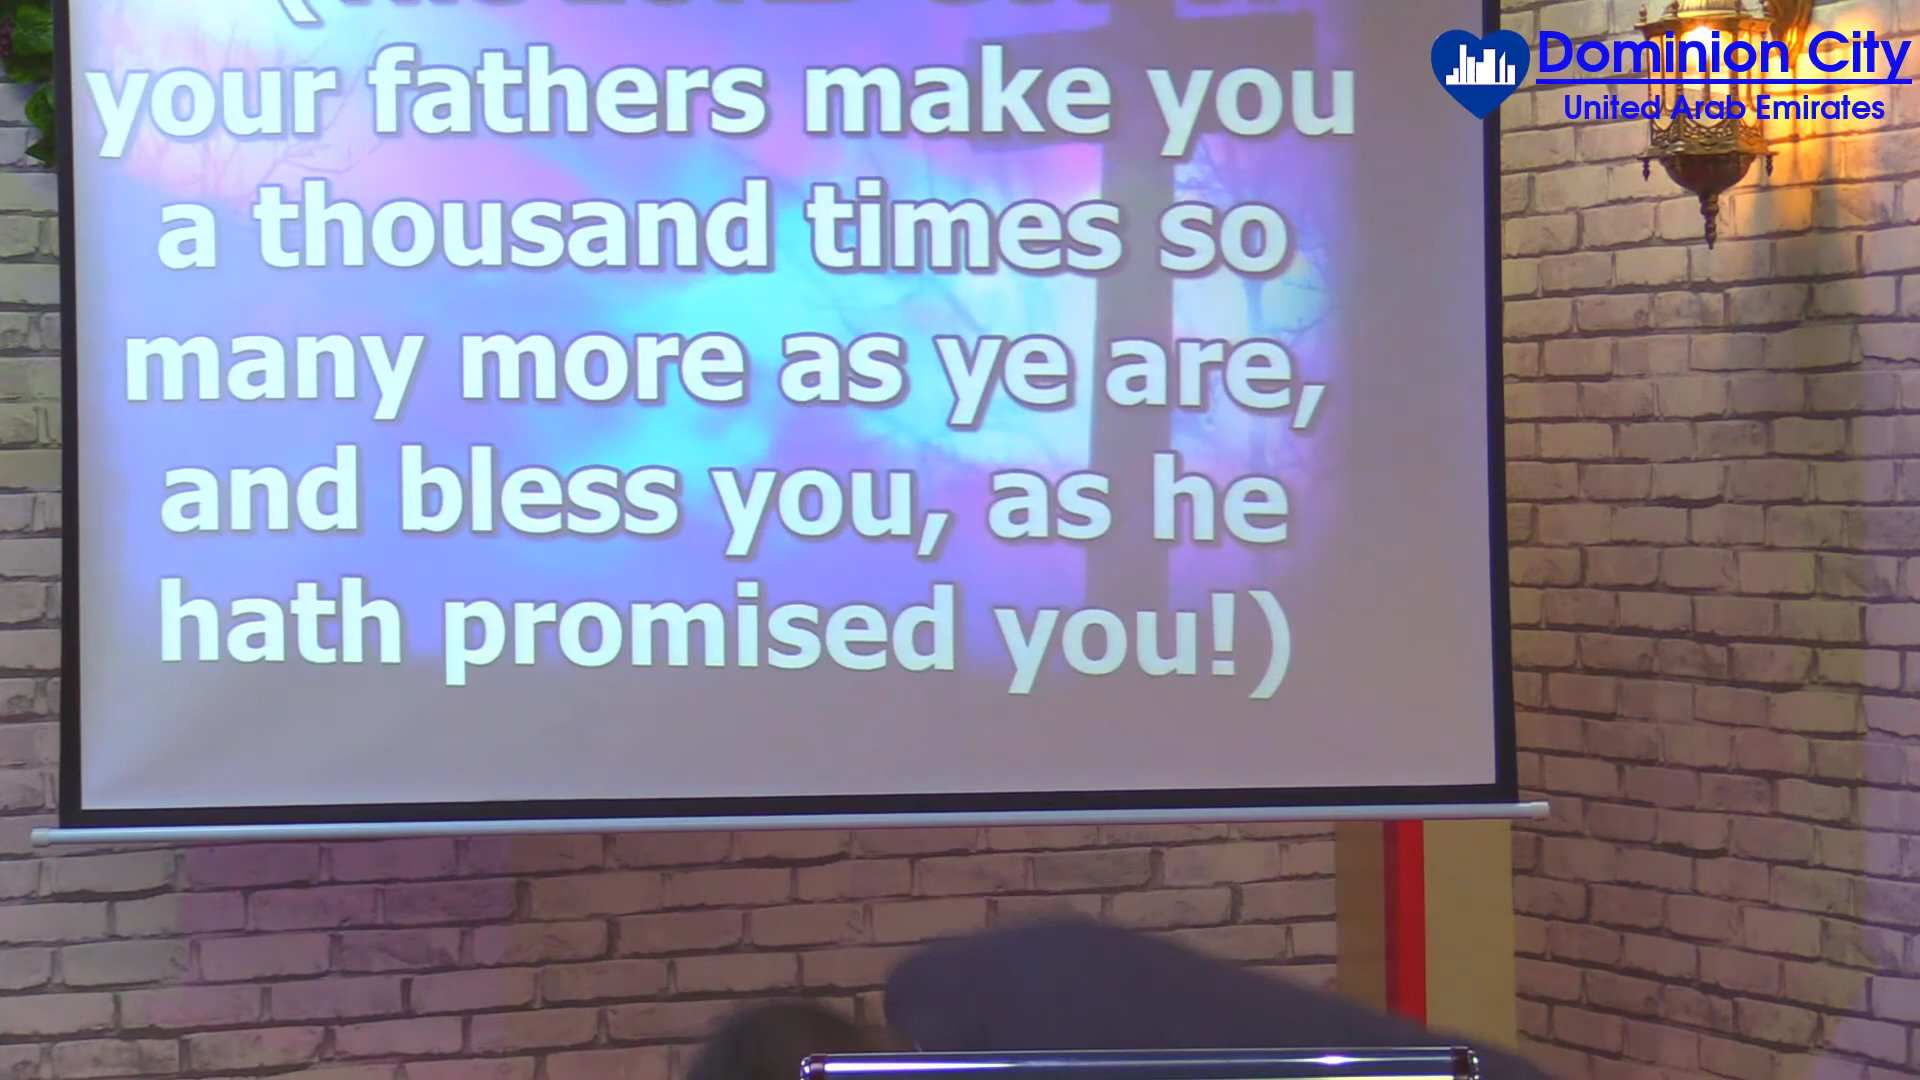 your fathers make you
a thousand times so
many more as ye are,
and bless you, as he
hath promised you!)
Dominion City
United Arab Emirates